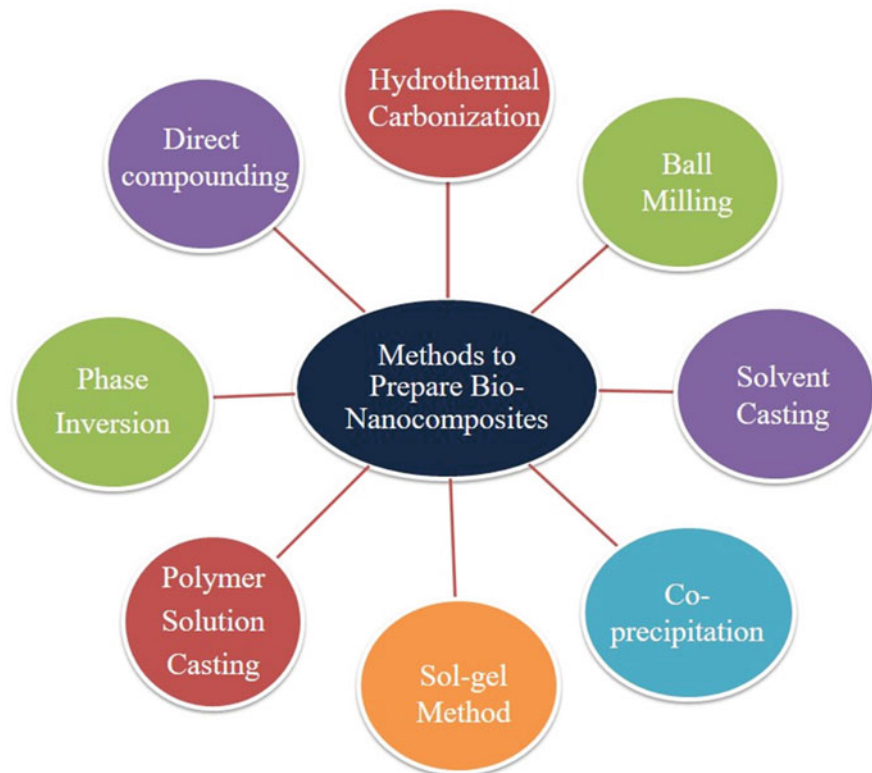 Hydrothermal
Carbonization
Direct
compounding
Ball
Milling
Methods to
Prepare Bio-
Nanocomposites
Phase
Inversion
Solvent
Casting
Polymer
Solution
Casting
Co-
precipitation
Sol-gel
Method